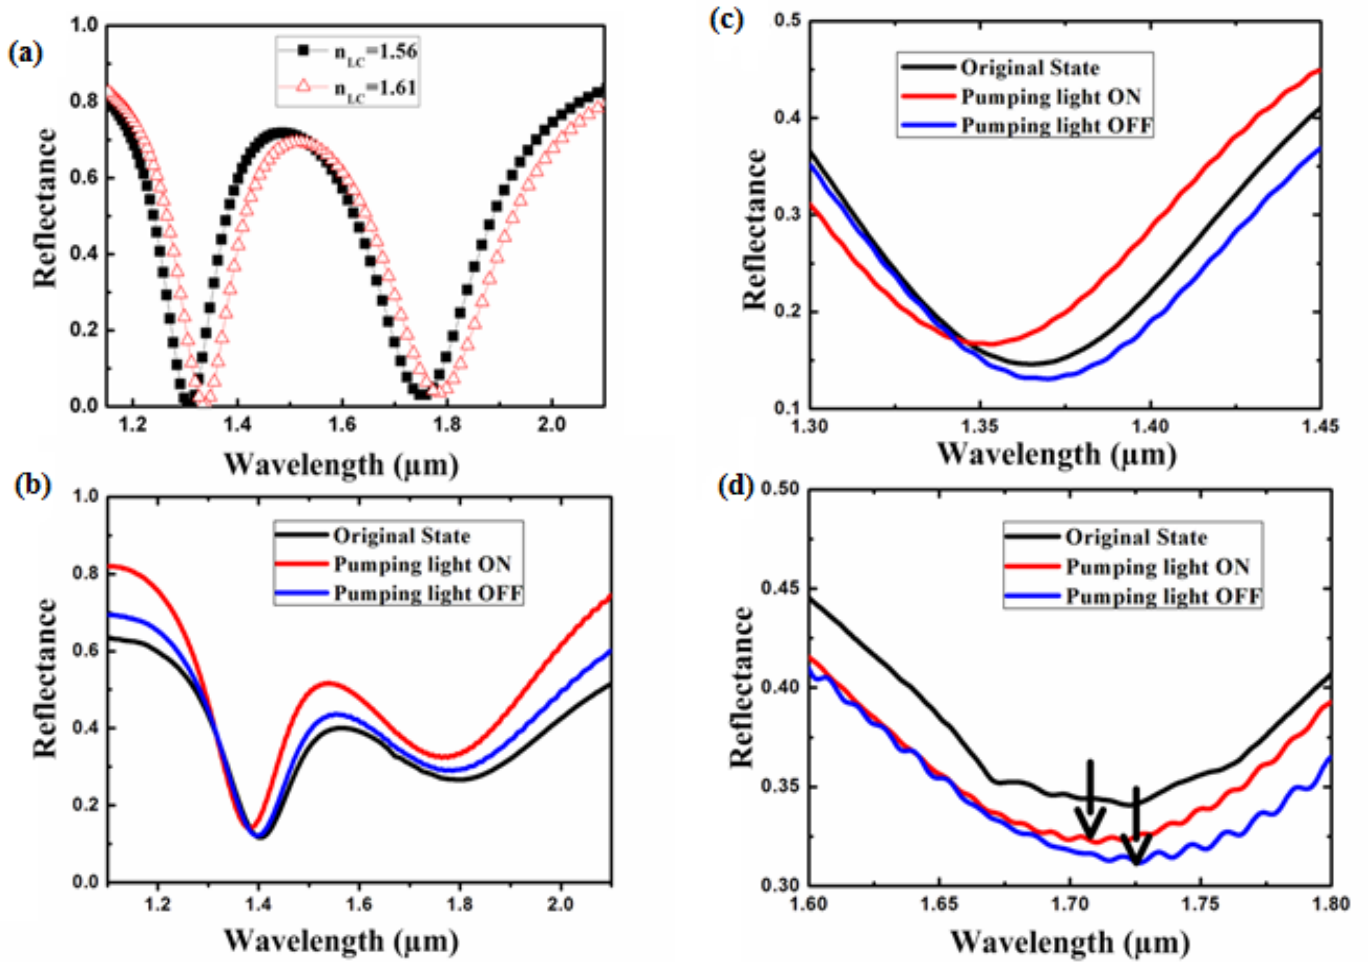 (a)
1.0
0.8
0.6
0.4
0.2
0.0
Reflectance
n_LC=1.56
n_LC=1.61
1.2 1.4 1.6 1.8 2.0
Wavelength (µm)
(c)
0.5
0.4
0.3
0.2
0.1
Reflectance
Original State
Pumping light ON
Pumping light OFF
1.30 1.35 1.40 1.45
Wavelength (µm)
(b)
1.0
0.8
0.6
0.4
0.2
0.0
Reflectance
Original State
Pumping light ON
Pumping light OFF
1.2 1.4 1.6 1.8 2.0
Wavelength (µm)
(d)
0.50
0.45
0.40
0.35
0.30
Reflectance
Original State
Pumping light ON
Pumping light OFF
1.60 1.65 1.70 1.75 1.80
Wavelength (µm)